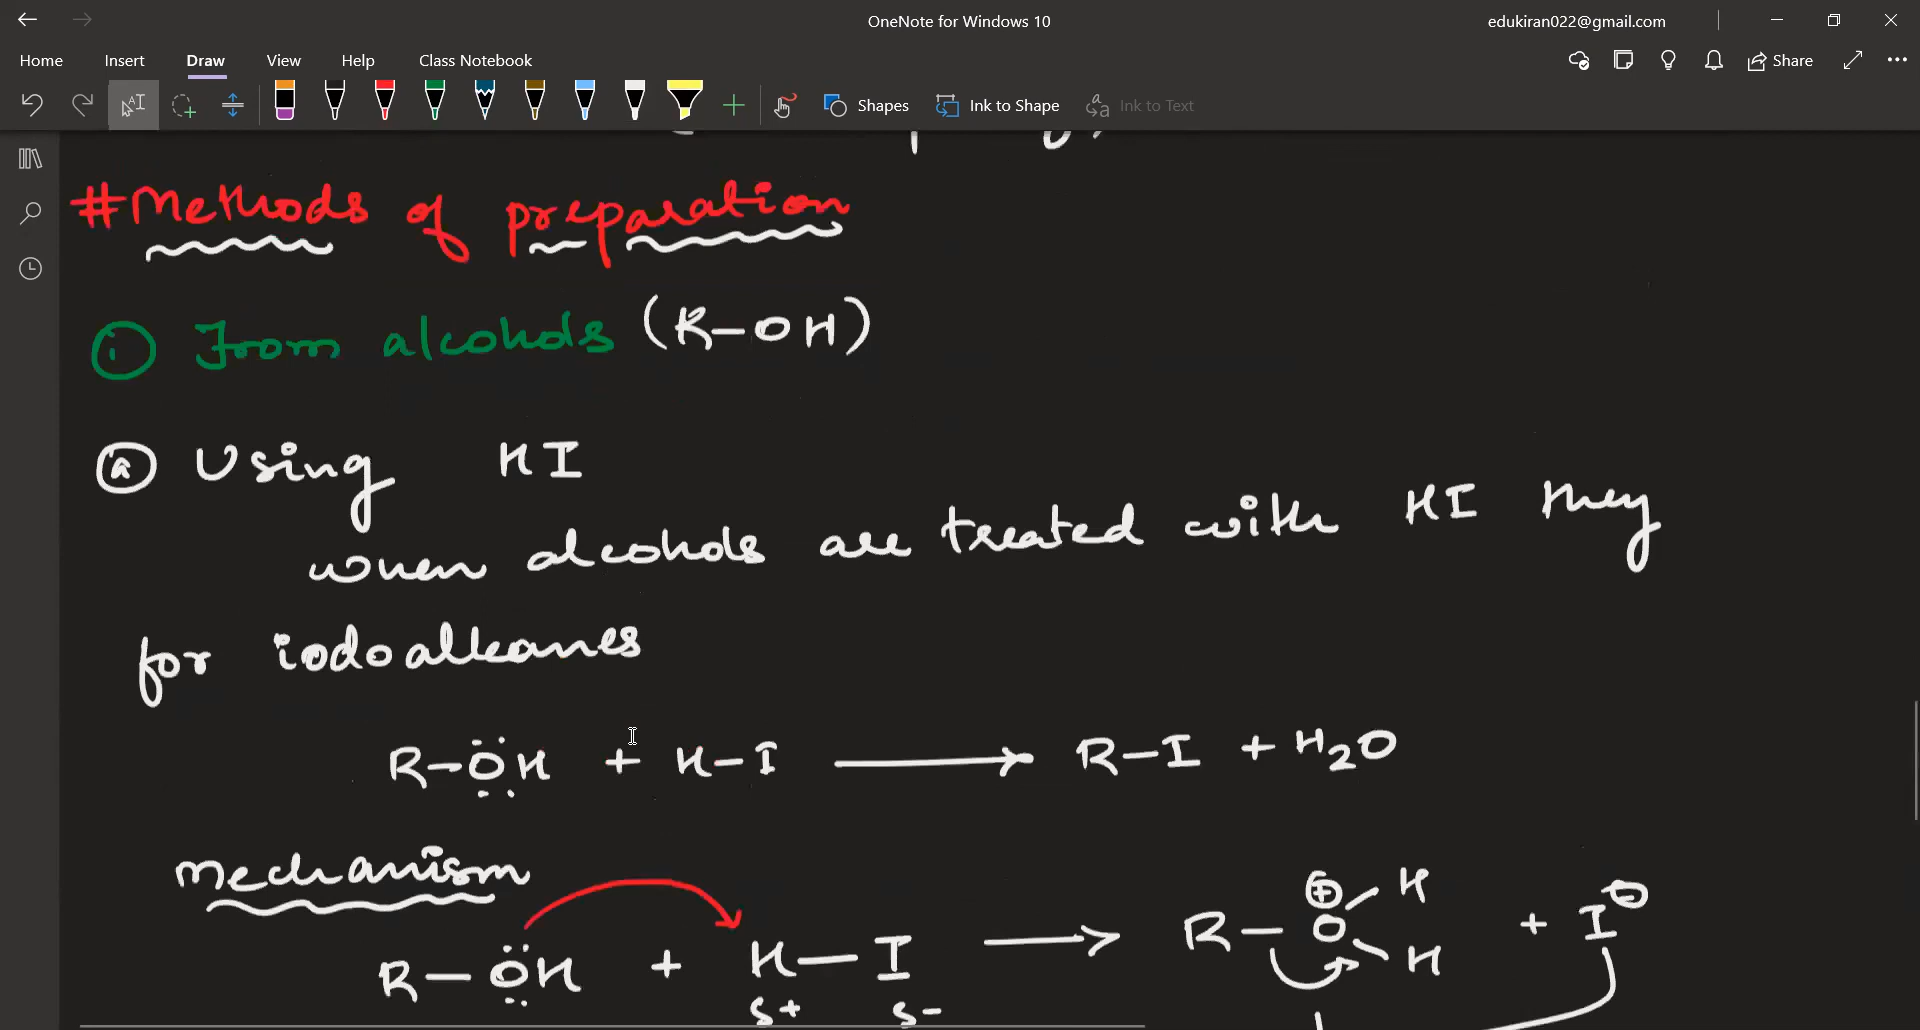 OneNote for Windows 10
edukiran022@gmail.com
Home Insert Draw View Help Class Notebook Share
Shapes Ink to Shape Ink to Text
#Methods of preparation
① From alcohols (R-OH)
ⓐ Using HI
when alcohols are treated with HI they
for iodoalkanes
R-ÖH + H-I ⟶ R-I + H₂O
mechanism
R-ÖH + H-I ⟶ R-O⊕ H H + I⊖
δ+ δ-